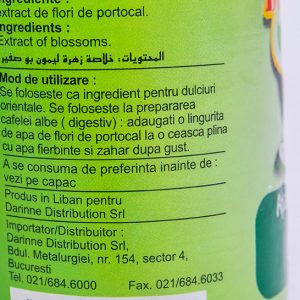 extract de flori de portocal.
Ingredients :
Extract of blossoms.
المحتويات: خلاصة زهرة ليمون بو صفير
Mod de utilizare :
Se foloseste ca ingredient pentru dulciuri
orientale. Se foloseste la prepararea
cafelei albe ( digestiv) : adaugati o lingurita
de apa de flori de portocal la o ceasca plina
cu apa fierbinte si zahar dupa gust.
A se consuma de preferinta inainte de :
vezi pe capac
Produs in Liban pentru
Darinne Distribution Srl
Importator/Distribuitor :
Darinne Distribution Srl,
Bdul. Metalurgiei, nr. 154, sector 4,
Bucuresti
Tel. 021/684.6000 Fax. 021/684.6033